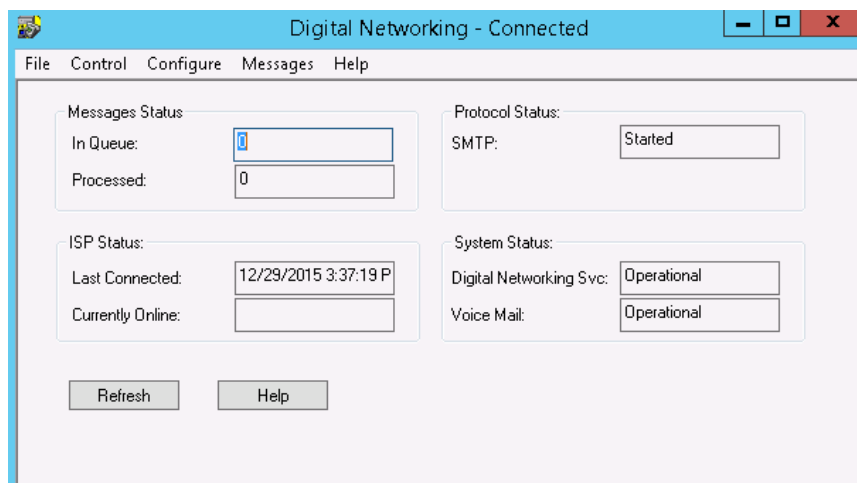 Digital Networking - Connected
File Control Configure Messages Help
Messages Status
In Queue: 0
Processed: 0
Protocol Status:
SMTP: Started
ISP Status:
Last Connected: 12/29/2015 3:37:19 P
Currently Online:
System Status:
Digital Networking Svc: Operational
Voice Mail: Operational
Refresh Help